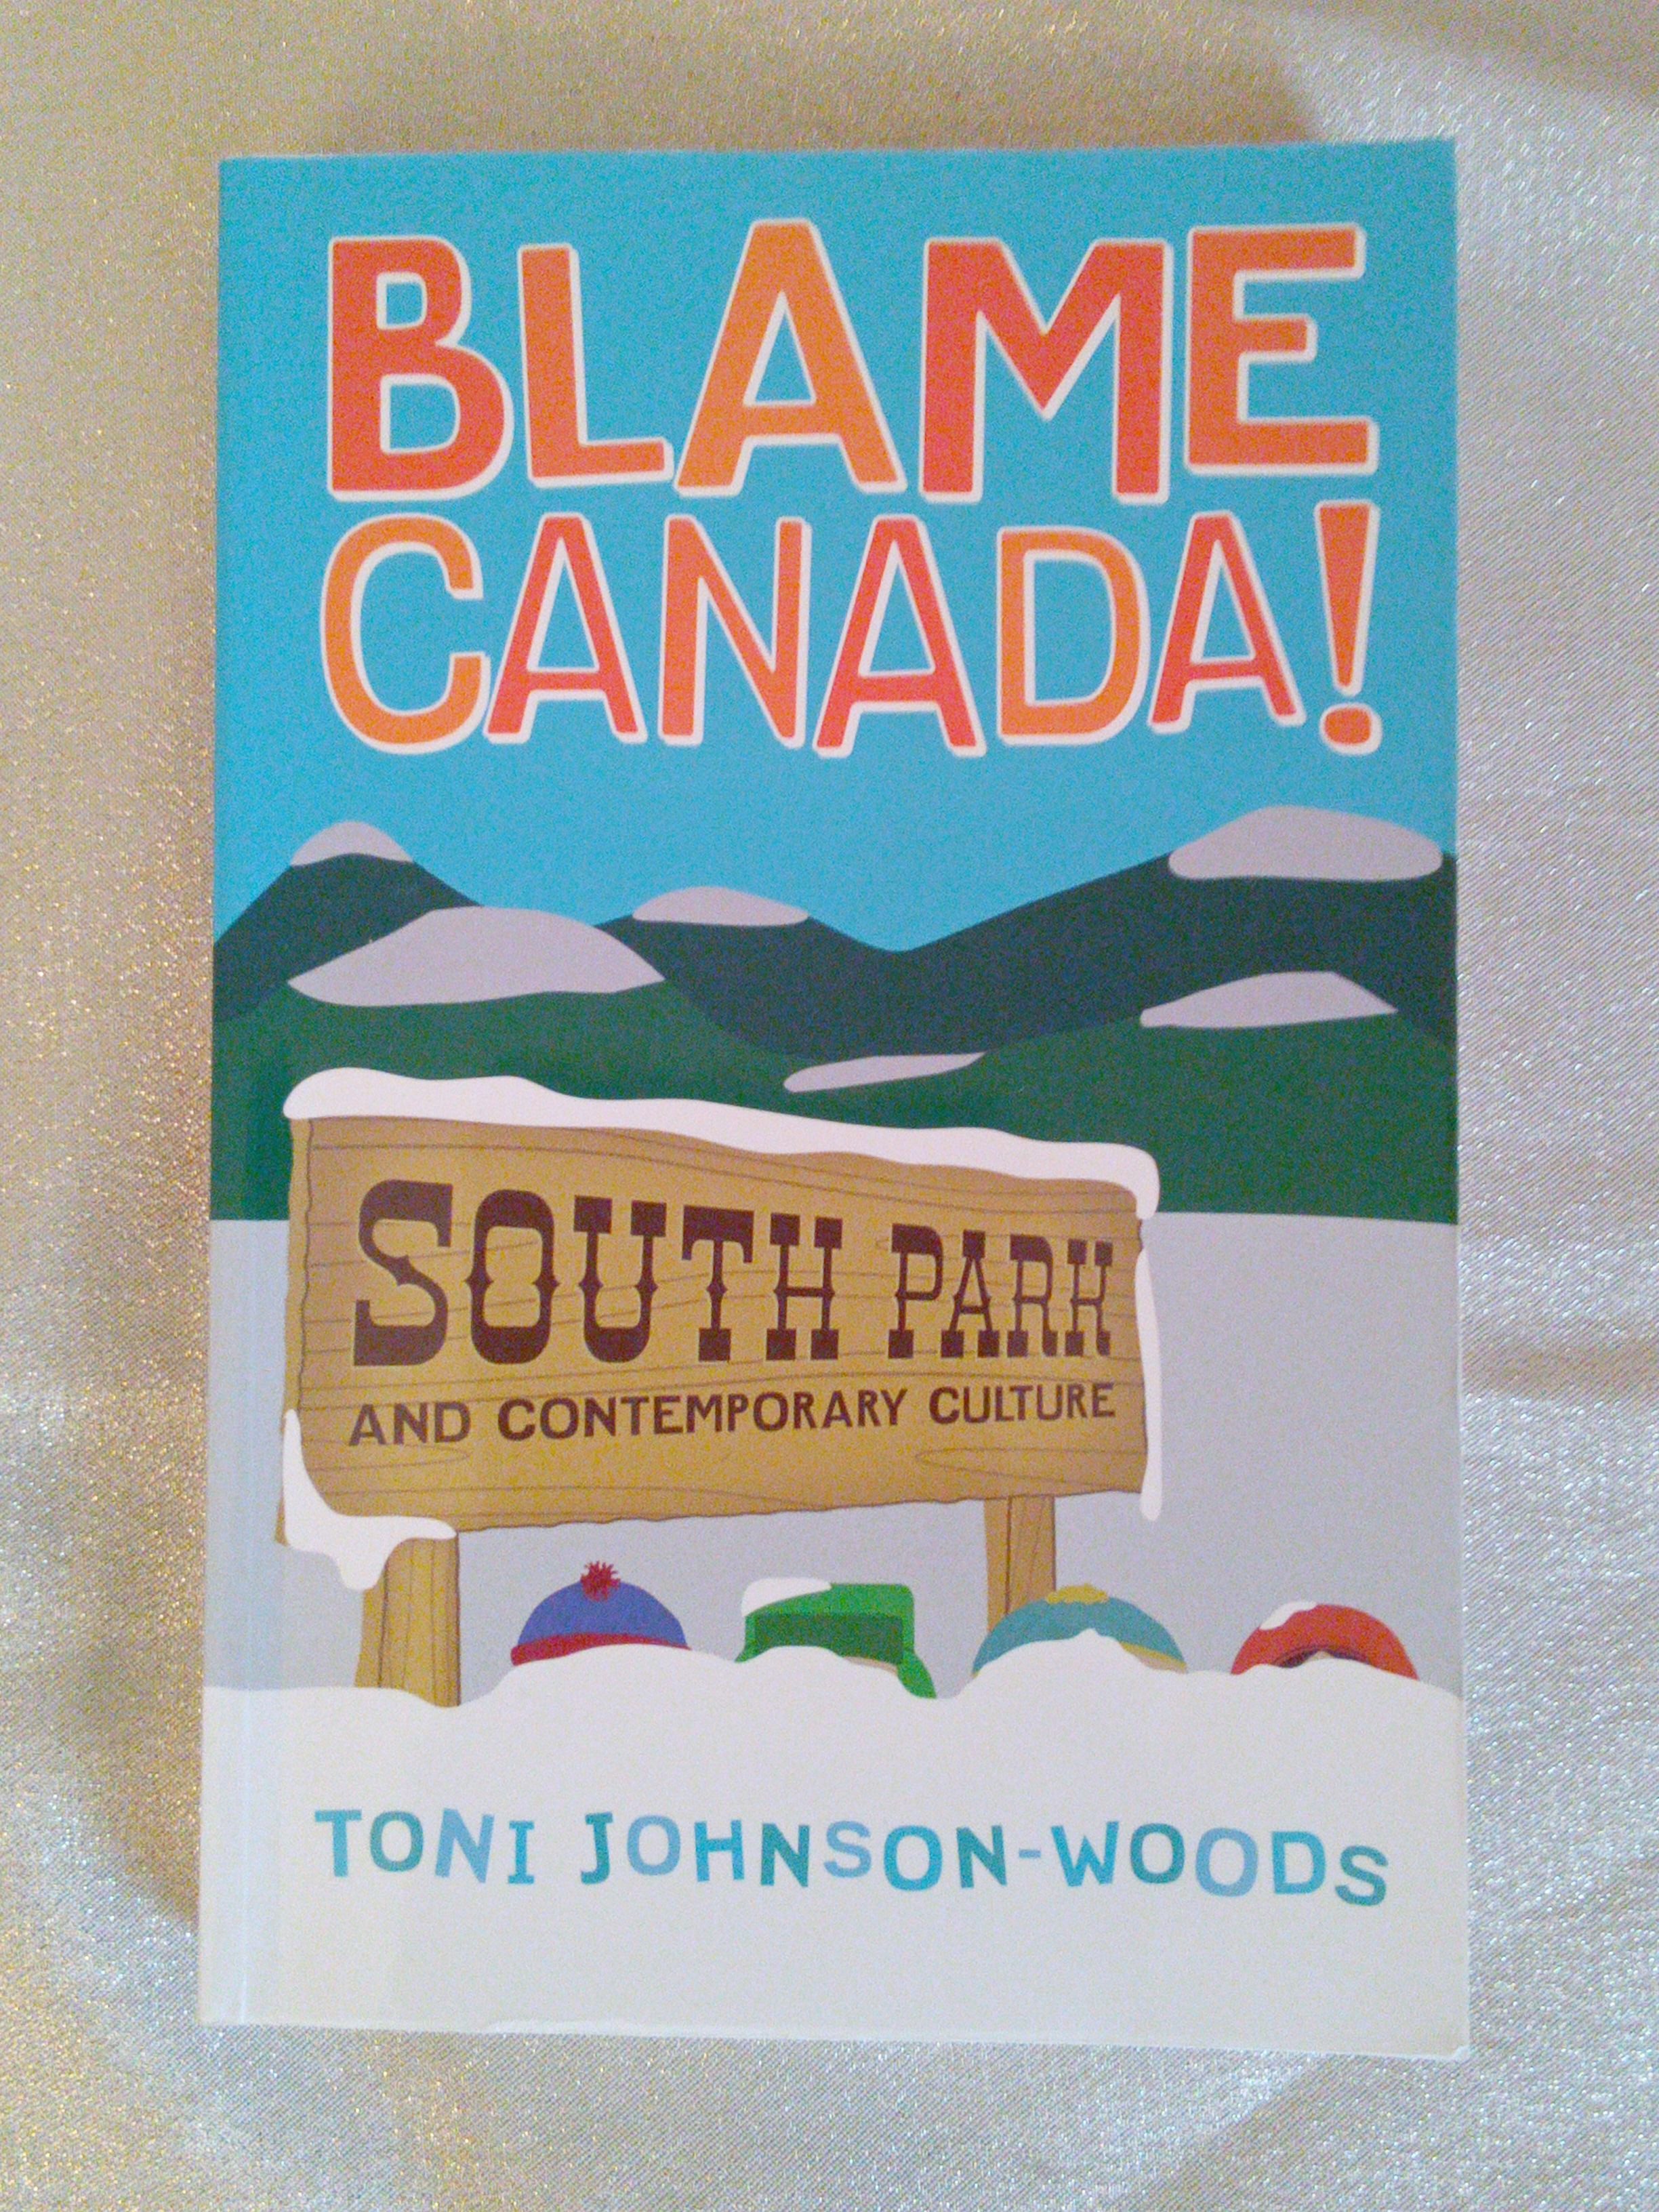 BLAME
CANADA!
SOUTH PARK
AND CONTEMPORARY CULTURE
TONI JOHNSON-WOODS